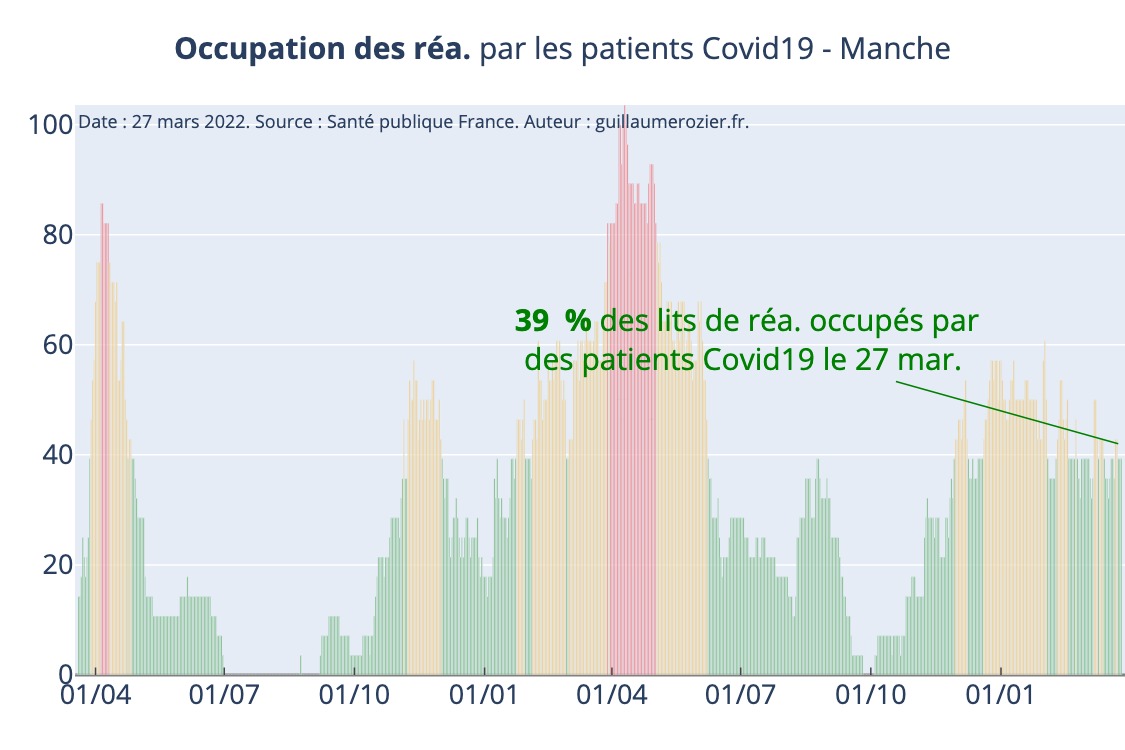 Occupation des réa. par les patients Covid19 - Manche
100
Date : 27 mars 2022. Source : Santé publique France. Auteur : guillaumerozier.fr.
80
39 % des lits de réa. occupés par
des patients Covid19 le 27 mar.
60
40
20
0
01/04 01/07 01/10 01/01 01/04 01/07 01/10 01/01